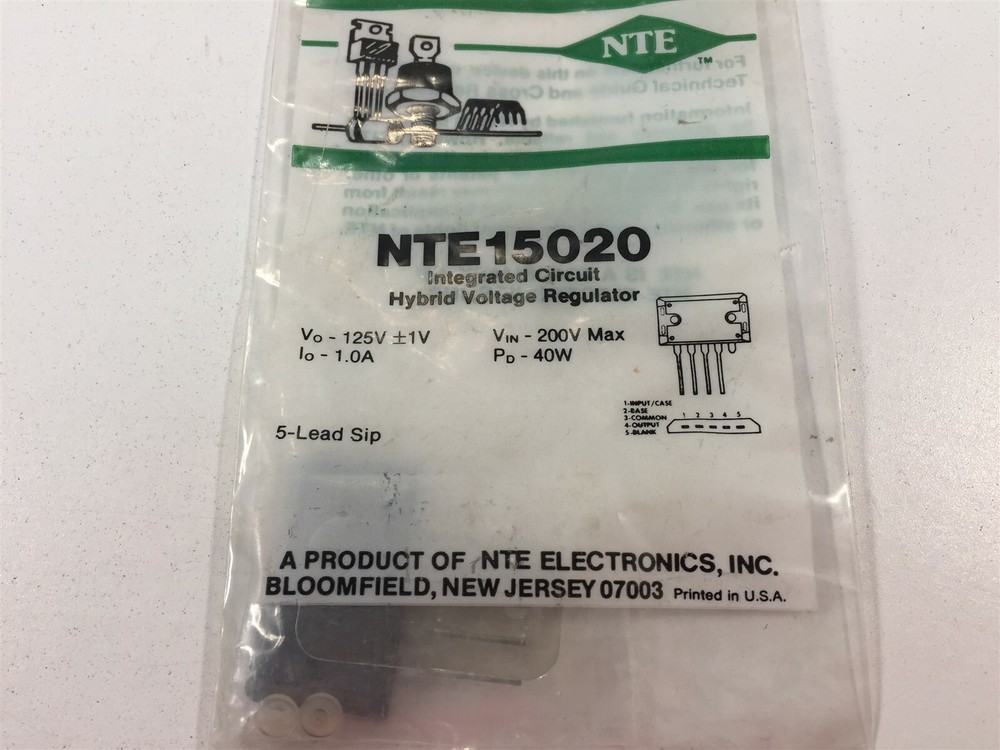 NTE
TM
NTE15020
Integrated Circuit
Hybrid Voltage Regulator
Vo - 125V ±1V
Io - 1.0A
VIN - 200V Max
PD - 40W
1-INPUT/CASE
2-BASE
3-COMMON
4-OUTPUT
5-BLANK
1 2 3 4 5
5-Lead Sip
A PRODUCT OF NTE ELECTRONICS, INC.
BLOOMFIELD, NEW JERSEY 07003 Printed in U.S.A.